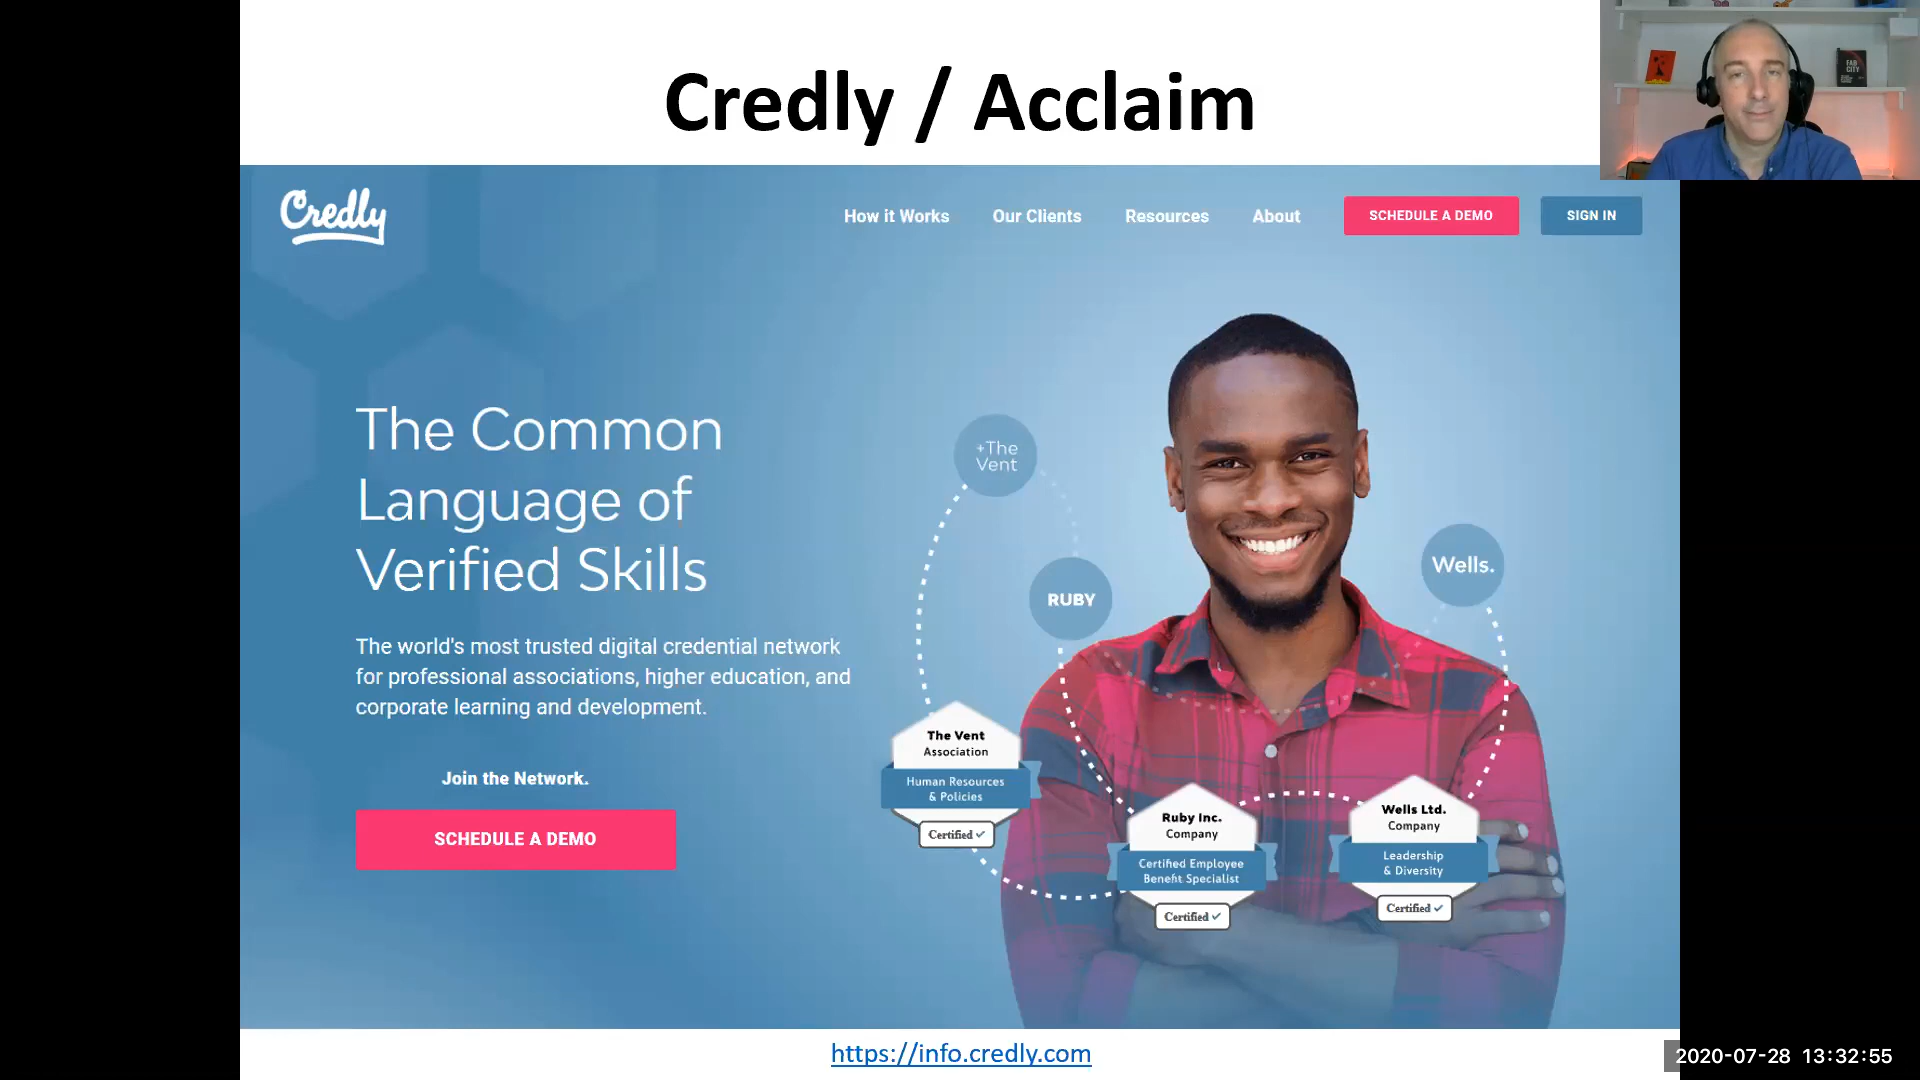 Credly / Acclaim
FAB
CITY
Credly
How it Works
Our Clients
Resources
About
SCHEDULE A DEMO
SIGN IN
The Common
Language of
Verified Skills
The world's most trusted digital credential network
for professional associations, higher education, and
corporate learning and development.
Join the Network.
SCHEDULE A DEMO
+The
Vent
RUBY
Wells.
The Vent
Association
Human Resources
& Policies
Certified ✓
Ruby Inc.
Company
Certified Employee
Benefit Specialist
Certified ✓
Wells Ltd.
Company
Leadership
& Diversity
Certified ✓
https://info.credly.com
2020-07-28 13:32:55